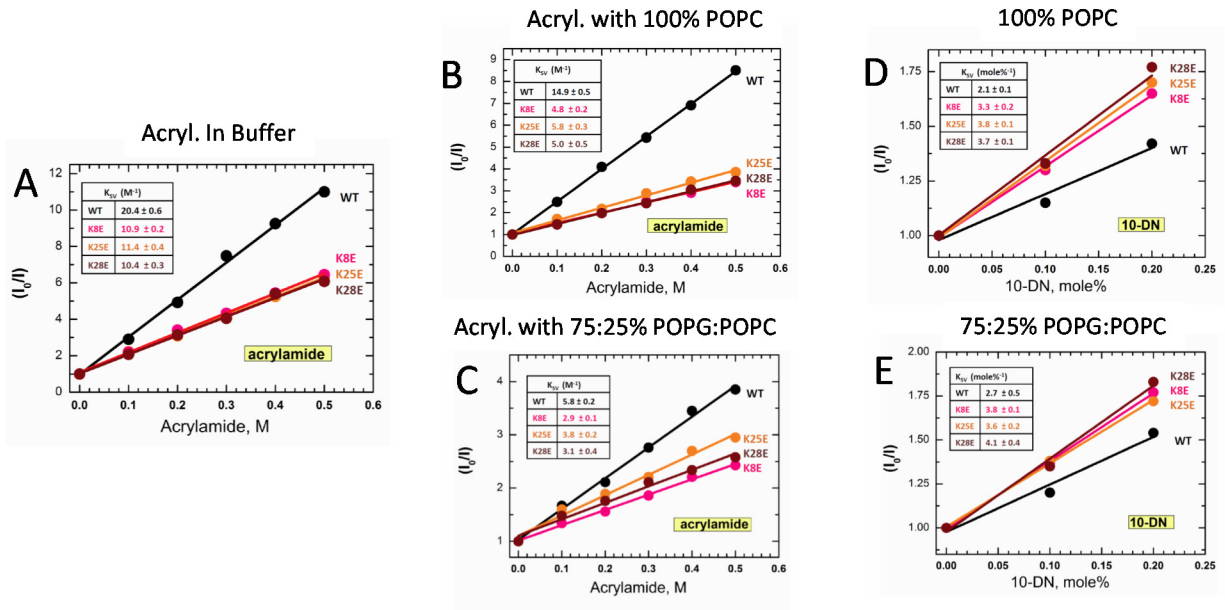 A
Acryl. In Buffer
KSV (M-1)
WT 20.4 ± 0.6
K8E 10.9 ± 0.2
K25E 11.4 ± 0.4
K28E 10.4 ± 0.3
WT
K8E
K25E
K28E
acrylamide
(I0/I)
12
10
8
6
4
2
0
0.0 0.1 0.2 0.3 0.4 0.5 0.6
Acrylamide, M
B
Acryl. with 100% POPC
KSV (M-1)
WT 14.9 ± 0.5
K8E 4.8 ± 0.2
K25E 5.8 ± 0.3
K28E 5.0 ± 0.5
WT
K25E
K28E
K8E
acrylamide
(I0/I)
9
8
7
6
5
4
3
2
1
0
0.0 0.1 0.2 0.3 0.4 0.5 0.6
Acrylamide, M
C
Acryl. with 75:25% POPG:POPC
KSV (M-1)
WT 5.8 ± 0.2
K8E 2.9 ± 0.1
K25E 3.8 ± 0.2
K28E 3.1 ± 0.4
WT
K25E
K28E
K8E
acrylamide
(I0/I)
4
3
2
1
0.0 0.1 0.2 0.3 0.4 0.5 0.6
Acrylamide, M
D
100% POPC
KSV (mole%-1)
WT 2.1 ± 0.1
K8E 3.3 ± 0.2
K25E 3.8 ± 0.1
K28E 3.7 ± 0.1
K28E
K25E
K8E
WT
10-DN
(I0/I)
1.75
1.50
1.25
1.00
0.00 0.05 0.10 0.15 0.20 0.25
10-DN, mole%
E
75:25% POPG:POPC
KSV (mole%-1)
WT 2.7 ± 0.5
K8E 3.8 ± 0.1
K25E 3.6 ± 0.2
K28E 4.1 ± 0.4
K28E
K8E
K25E
WT
10-DN
(I0/I)
2.00
1.75
1.50
1.25
1.00
0.00 0.05 0.10 0.15 0.20 0.25
10-DN, mole%